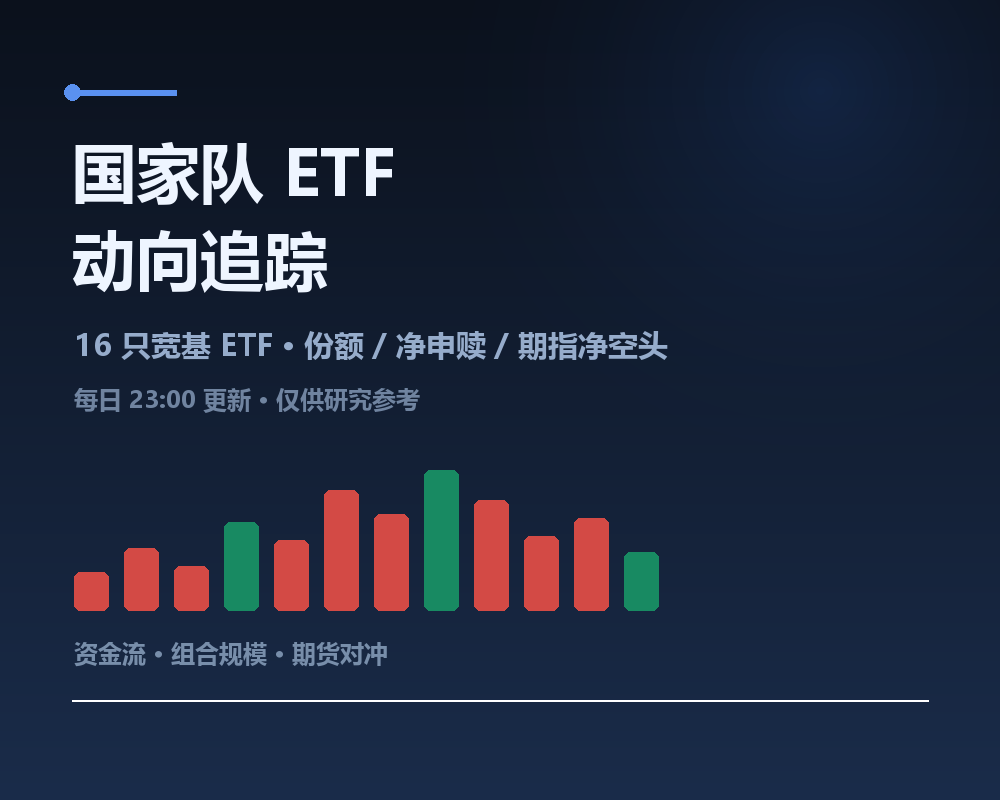 国家队 ETF
动向追踪
16 只宽基 ETF • 份额 / 净申赎 / 期指净空头
每日 23:00 更新 • 仅供研究参考
资金流 • 组合规模 • 期货对冲